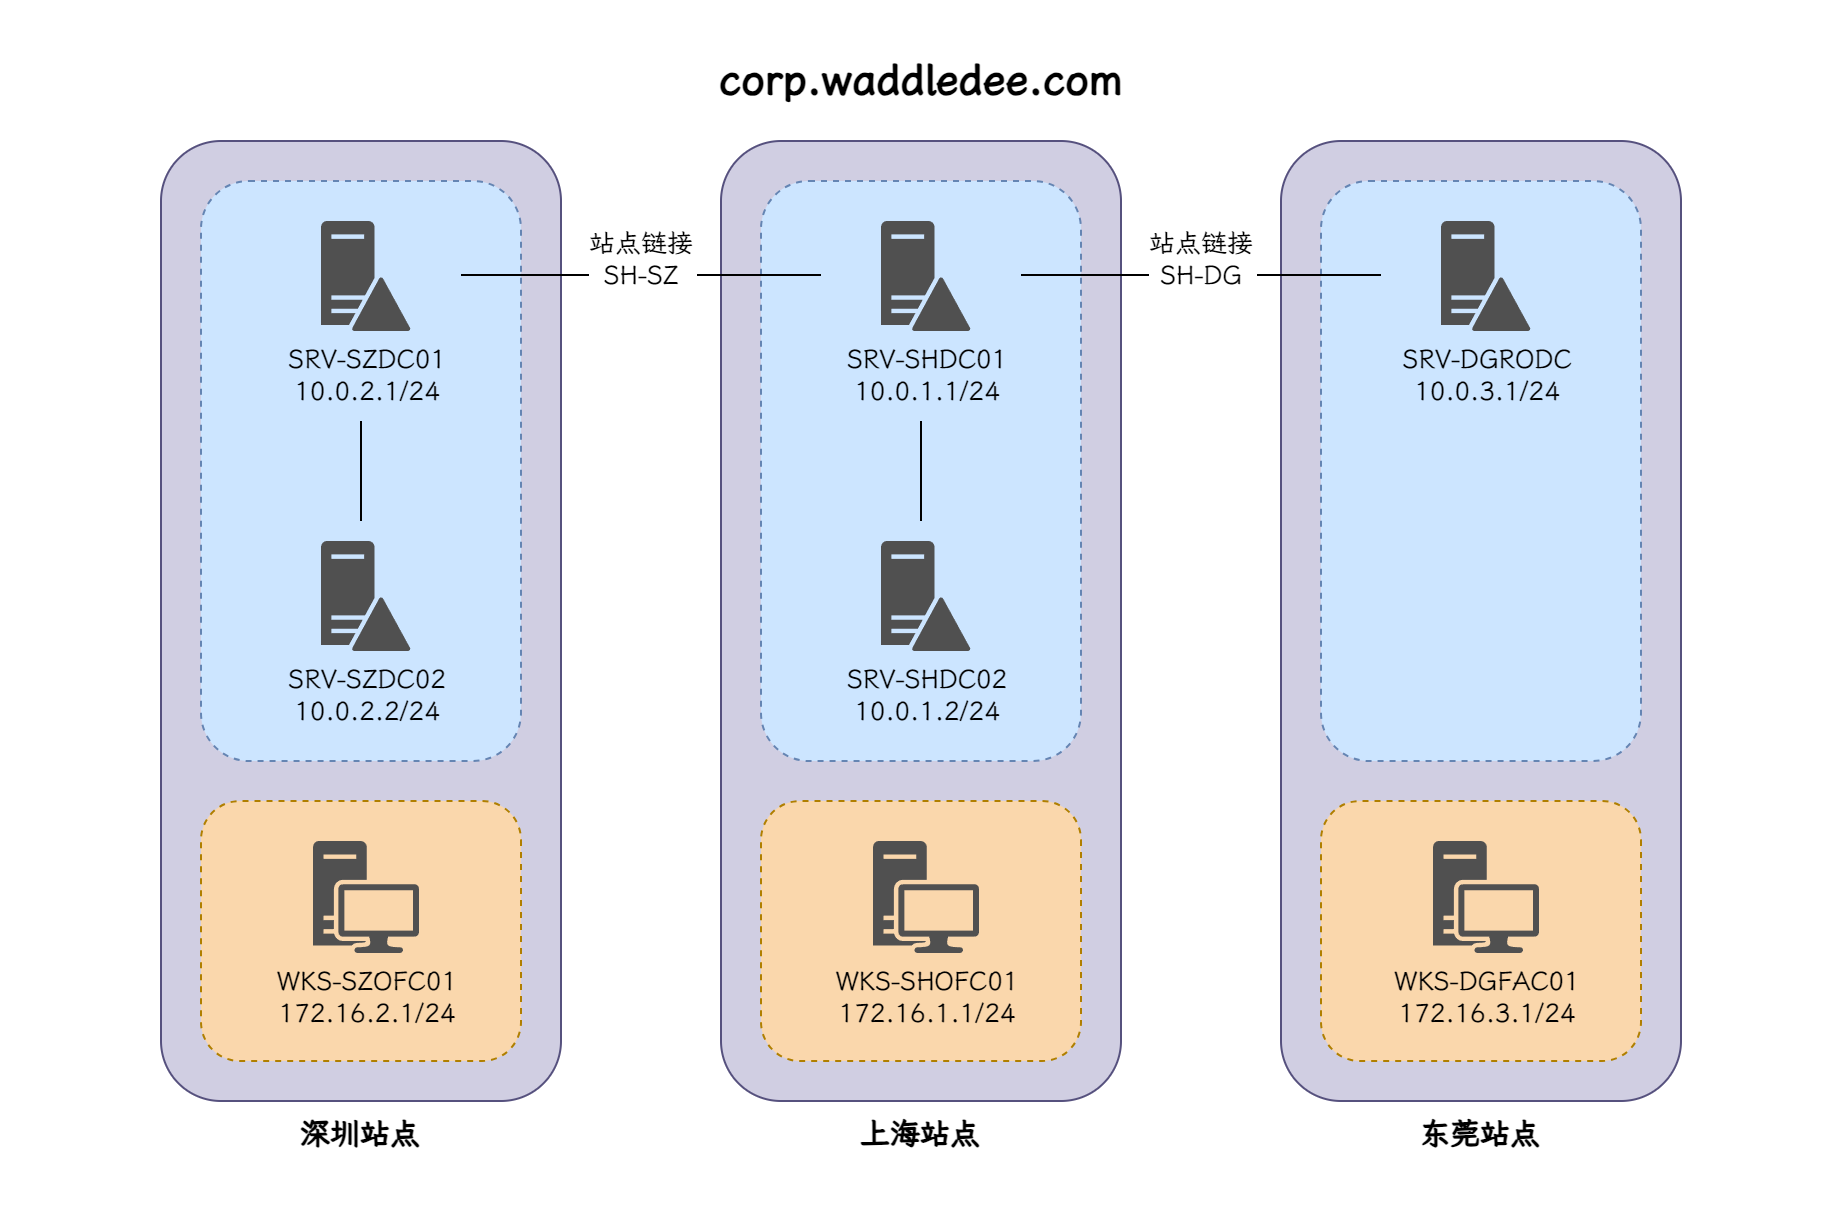 corp.waddledee.com
站点链接
SH-SZ
站点链接
SH-DG
SRV-SZDC01
10.0.2.1/24
SRV-SHDC01
10.0.1.1/24
SRV-DGRODC
10.0.3.1/24
SRV-SZDC02
10.0.2.2/24
SRV-SHDC02
10.0.1.2/24
WKS-SZOFC01
172.16.2.1/24
WKS-SHOFC01
172.16.1.1/24
WKS-DGFAC01
172.16.3.1/24
深圳站点
上海站点
东莞站点